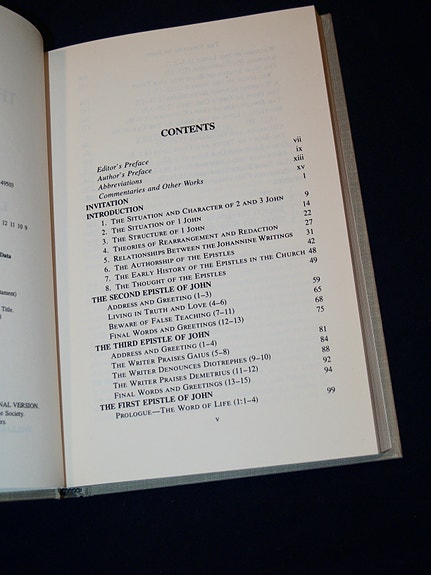 4950)
12 11 10 9
Data
tament)
Title.
NAL VERSION.
e Society.
ers
CONTENTS
Editor's Preface vii
Author's Preface ix
Abbreviations xiii
Commentaries and Other Works xv
INVITATION 1
INTRODUCTION
1. THE SITUATION AND CHARACTER OF 2 AND 3 JOHN 9
2. THE SITUATION OF 1 JOHN 14
3. THE STRUCTURE OF 1 JOHN 22
4. THEORIES OF REARRANGEMENT AND REDACTION 27
5. RELATIONSHIPS BETWEEN THE JOHANNINE WRITINGS 31
6. THE AUTHORSHIP OF THE EPISTLES 42
7. THE EARLY HISTORY OF THE EPISTLES IN THE CHURCH 48
8. THE THOUGHT OF THE EPISTLES 49
THE SECOND EPISTLE OF JOHN
ADDRESS AND GREETING (1–3) 59
LIVING IN TRUTH AND LOVE (4–6) 65
BEWARE OF FALSE TEACHING (7–11) 68
FINAL WORDS AND GREETINGS (12–13) 75
THE THIRD EPISTLE OF JOHN
ADDRESS AND GREETING (1–4) 81
THE WRITER PRAISES GAIUS (5–8) 84
THE WRITER DENOUNCES DIOTREPHES (9–10) 88
THE WRITER PRAISES DEMETRIUS (11–12) 92
FINAL WORDS AND GREETINGS (13–15) 94
THE FIRST EPISTLE OF JOHN
PROLOGUE—THE WORD OF LIFE (1:1–4) 99
v